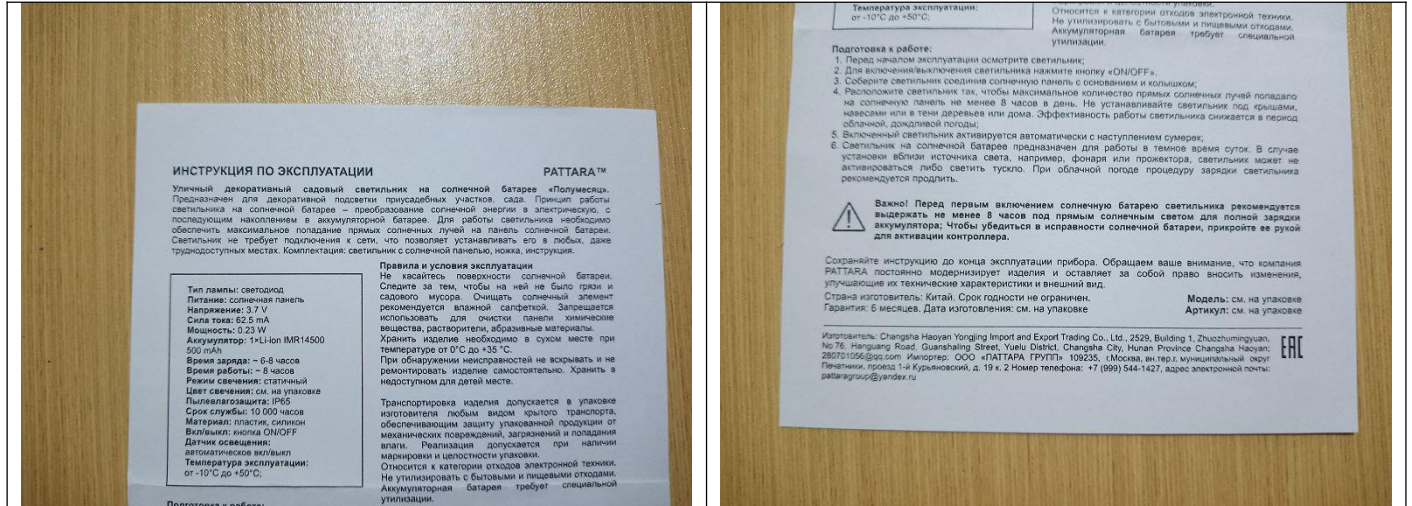 ИНСТРУКЦИЯ ПО ЭКСПЛУАТАЦИИ PATTARA™
Уличный декоративный садовый светильник на солнечной батарее «Полумесяц».
Предназначен для декоративной подсветки приусадебных участков, сада. Принцип работы
светильника на солнечной батарее – преобразование солнечной энергии в электрическую, с
последующим накоплением в аккумуляторной батарее. Для работы светильника необходимо
обеспечить максимальное попадание прямых солнечных лучей на панель солнечной батареи.
Светильник не требует подключения к сети, что позволяет устанавливать его в любых, даже
труднодоступных местах. Комплектация: светильник с солнечной панелью, ножка, инструкция.
Тип лампы: светодиод
Питание: солнечная панель
Напряжение: 3.7 V
Сила тока: 62.5 mA
Мощность: 0.23 W
Аккумулятор: 1×Li-ion IMR14500
500 mAh
Время заряда: ~ 6-8 часов
Время работы: ~ 8 часов
Режим свечения: статичный
Цвет свечения: см. на упаковке
Пылевлагозащита: IP65
Срок службы: 10 000 часов
Материал: пластик, силикон
Вкл/выкл: кнопка ON/OFF
Датчик освещения:
автоматическое вкл/выкл
Температура эксплуатации:
от -10°C до +50°C;
Правила и условия эксплуатации
Не касайтесь поверхности солнечной батареи.
Следите за тем, чтобы на ней не было грязи и
садового мусора. Очищать солнечный элемент
рекомендуется влажной салфеткой. Запрещается
использовать для очистки панели химические
вещества, растворители, абразивные материалы.
Хранить изделие необходимо в сухом месте при
температуре от 0°C до +35 °C.
При обнаружении неисправностей не вскрывать и не
ремонтировать изделие самостоятельно. Хранить в
недоступном для детей месте.
Транспортировка изделия допускается в упаковке
изготовителя любым видом крытого транспорта,
обеспечивающим защиту упакованной продукции от
механических повреждений, загрязнений и попадания
влаги. Реализация допускается при наличии
маркировки и целостности упаковки.
Относится к категории отходов электронной техники.
Не утилизировать с бытовыми и пищевыми отходами.
Аккумуляторная батарея требует специальной
утилизации.
Подготовка к работе:
Температура эксплуатации:
от -10°C до +50°C;
Относится к категории отходов электронной техники.
Не утилизировать с бытовыми и пищевыми отходами.
Аккумуляторная батарея требует специальной
утилизации.
Подготовка к работе:
1. Перед началом эксплуатации осмотрите светильник;
2. Для включения/выключения светильника нажмите кнопку «ON/OFF».
3. Соберите светильник соединив солнечную панель с основанием и колышком;
4. Расположите светильник так, чтобы максимальное количество прямых солнечных лучей попадало
на солнечную панель не менее 8 часов в день. Не устанавливайте светильник под крышами,
навесами или в тени деревьев или дома. Эффективность работы светильника снижается в период
облачной, дождливой погоды;
5. Включенный светильник активируется автоматически с наступлением сумерек;
6. Светильник на солнечной батарее предназначен для работы в темное время суток. В случае
установки вблизи источника света, например, фонаря или прожектора, светильник может не
активироваться либо светить тускло. При облачной погоде процедуру зарядки светильника
рекомендуется продлить.
Важно! Перед первым включением солнечную батарею светильника рекомендуется
выдержать не менее 8 часов под прямым солнечным светом для полной зарядки
аккумулятора; Чтобы убедиться в исправности солнечной батареи, прикройте ее рукой
для активации контроллера.
Сохраняйте инструкцию до конца эксплуатации прибора. Обращаем ваше внимание, что компания
PATTARA постоянно модернизирует изделия и оставляет за собой право вносить изменения,
улучшающие их технические характеристики и внешний вид.
Страна изготовитель: Китай. Срок годности не ограничен. Модель: см. на упаковке
Гарантия: 6 месяцев. Дата изготовления: см. на упаковке Артикул: см. на упаковке
Изготовитель: Changsha Haoyan Yongjing Import and Export Trading Co., Ltd., 2529, Building 1, Zhuozhumingyuan,
No.76, Hanguang Road, Guanshaling Street, Yuelu District, Changsha City, Hunan Province Changsha Haoyan;
280701056@qq.com Импортер: ООО «ПАТТАРА ГРУПП» 109235, г.Москва, вн.тер.г. муниципальный округ
Печатники, проезд 1-й Курьяновский, д. 19 к. 2 Номер телефона: +7 (999) 544-1427, адрес электронной почты:
pattaragroup@yandex.ru
EAC